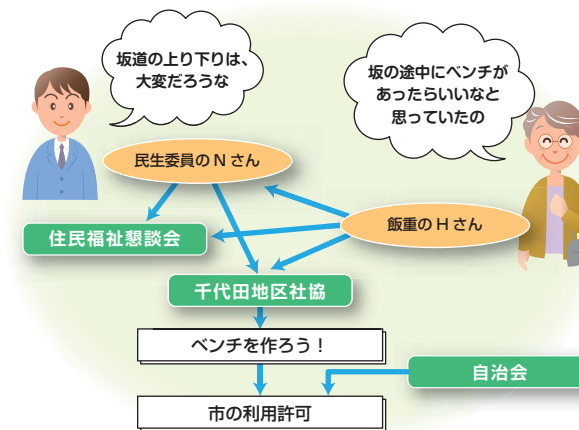 坂道の上り下りは、
大変だろうな
坂の途中にベンチが
あったらいいなと
思っていたの
民生委員のNさん
飯重のHさん
住民福祉懇談会
千代田地区社協
ベンチを作ろう！
自治会
市の利用許可